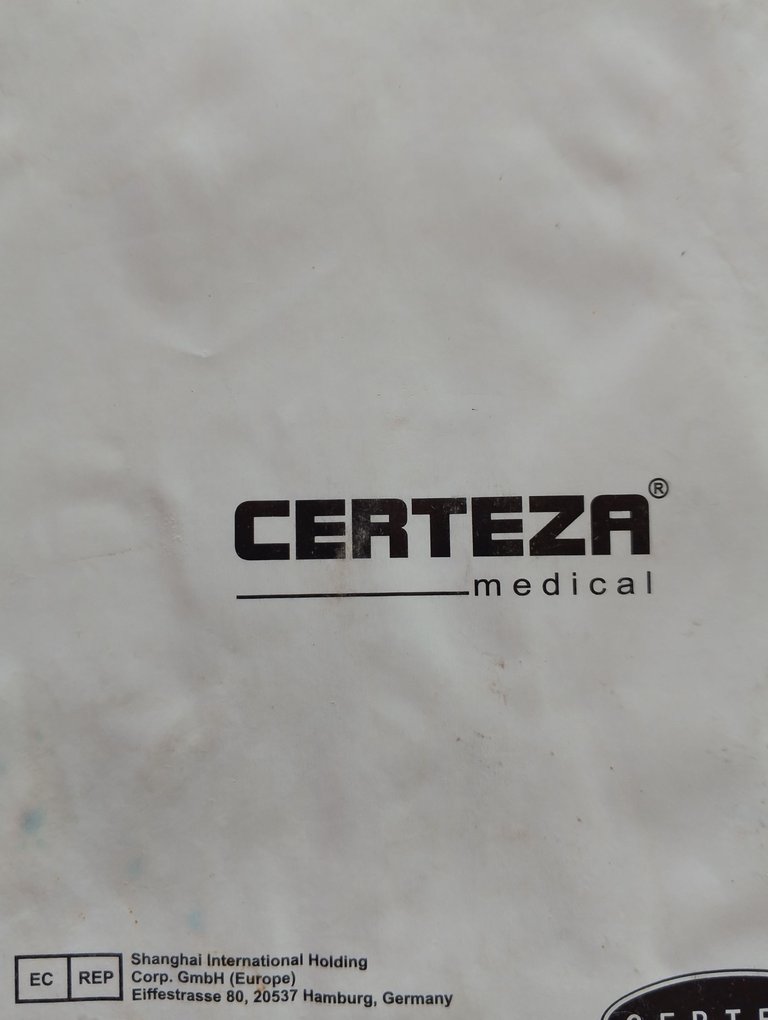 CERTEZA®
medical
EC REP
Shanghai International Holding
Corp. GmbH (Europe)
Eiffestrasse 80, 20537 Hamburg, Germany